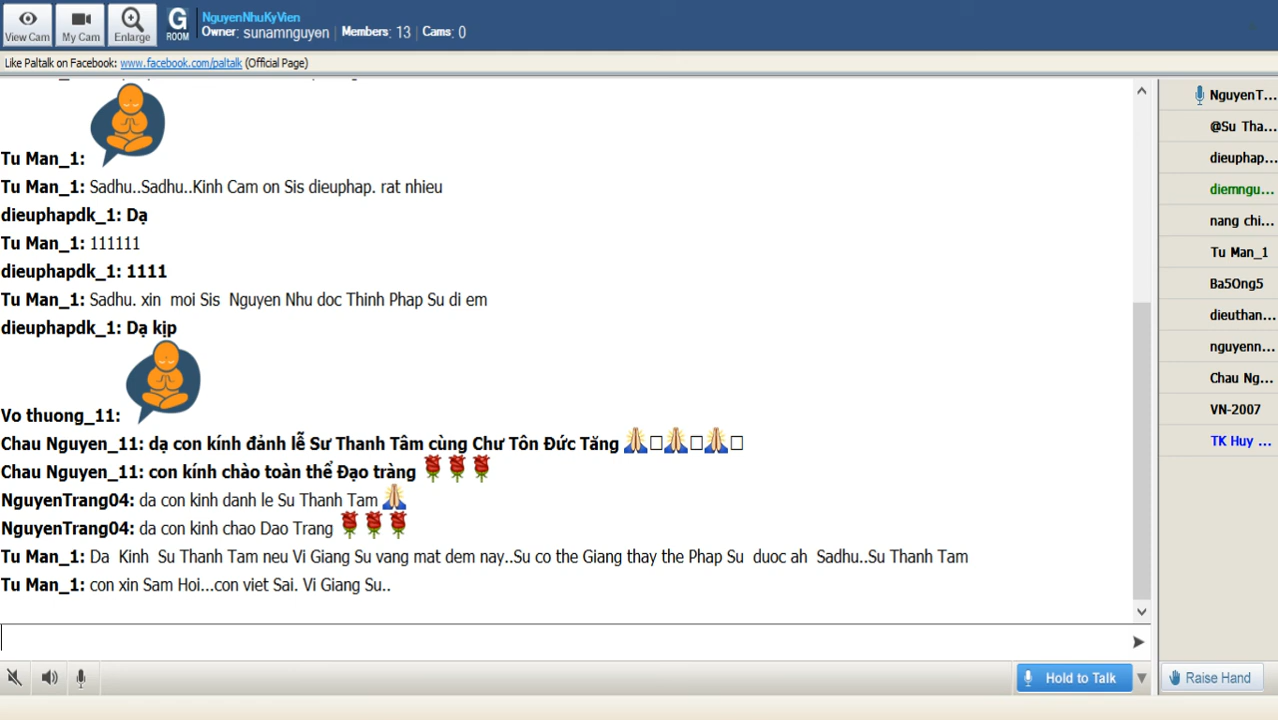 View Cam
My Cam
Enlarge
G
ROOM
NguyenNhuKyVien
Owner: sunamnguyen Members: 13 Cams: 0
Like Paltalk on Facebook: www.facebook.com/paltalk (Official Page)
Tu Man_1:
Tu Man_1: Sadhu..Sadhu..Kinh Cam on Sis dieuphap. rat nhieu
dieuphapdk_1: Dạ
Tu Man_1: 111111
dieuphapdk_1: 1111
Tu Man_1: Sadhu. xin moi Sis Nguyen Nhu doc Thinh Phap Su di em
dieuphapdk_1: Dạ kịp
Vo thuong_11:
Chau Nguyen_11: dạ con kính đảnh lễ Sư Thanh Tâm cùng Chư Tôn Đức Tăng
Chau Nguyen_11: con kính chào toàn thể Đạo tràng
NguyenTrang04: da con kinh danh le Su Thanh Tam
NguyenTrang04: da con kinh chao Dao Trang
Tu Man_1: Da Kinh Su Thanh Tam neu Vi Giang Su vang mat dem nay..Su co the Giang thay the Phap Su duoc ah Sadhu..Su Thanh Tam
Tu Man_1: con xin Sam Hoi...con viet Sai. Vi Giang Su..
Hold to Talk
NguyenT...
@Su Tha...
dieuphap...
diemngu...
nang chi...
Tu Man_1
Ba5Ong5
dieuthan...
nguyenn...
Chau Ng...
VN-2007
TK Huy ...
Raise Hand